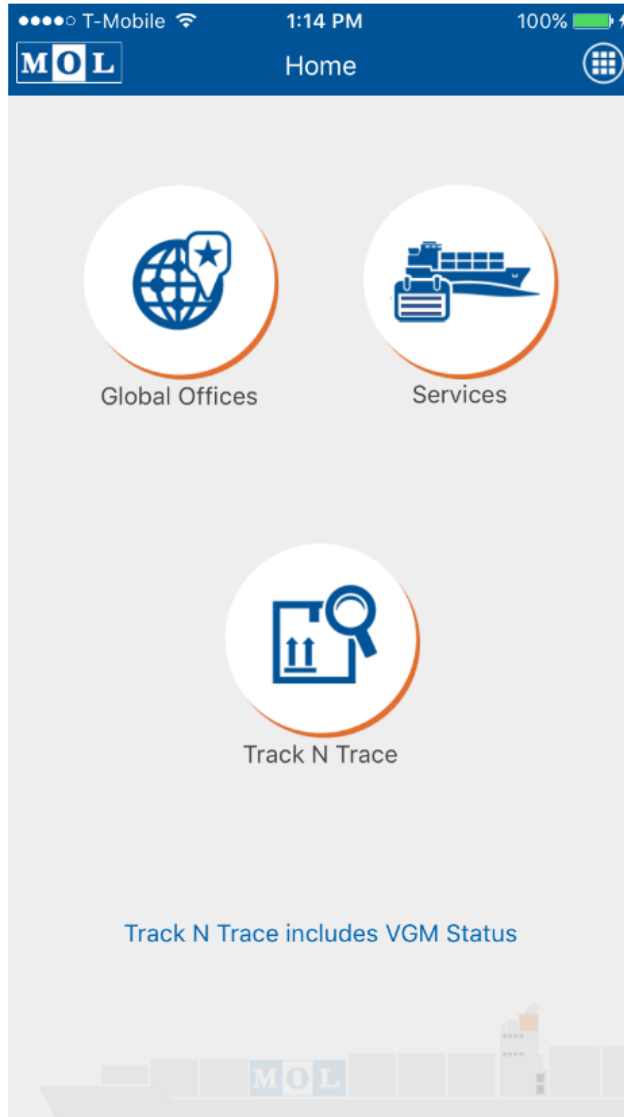 T-Mobile 1:14 PM 100%
MOL Home
Global Offices Services
Track N Trace
Track N Trace includes VGM Status
MOL